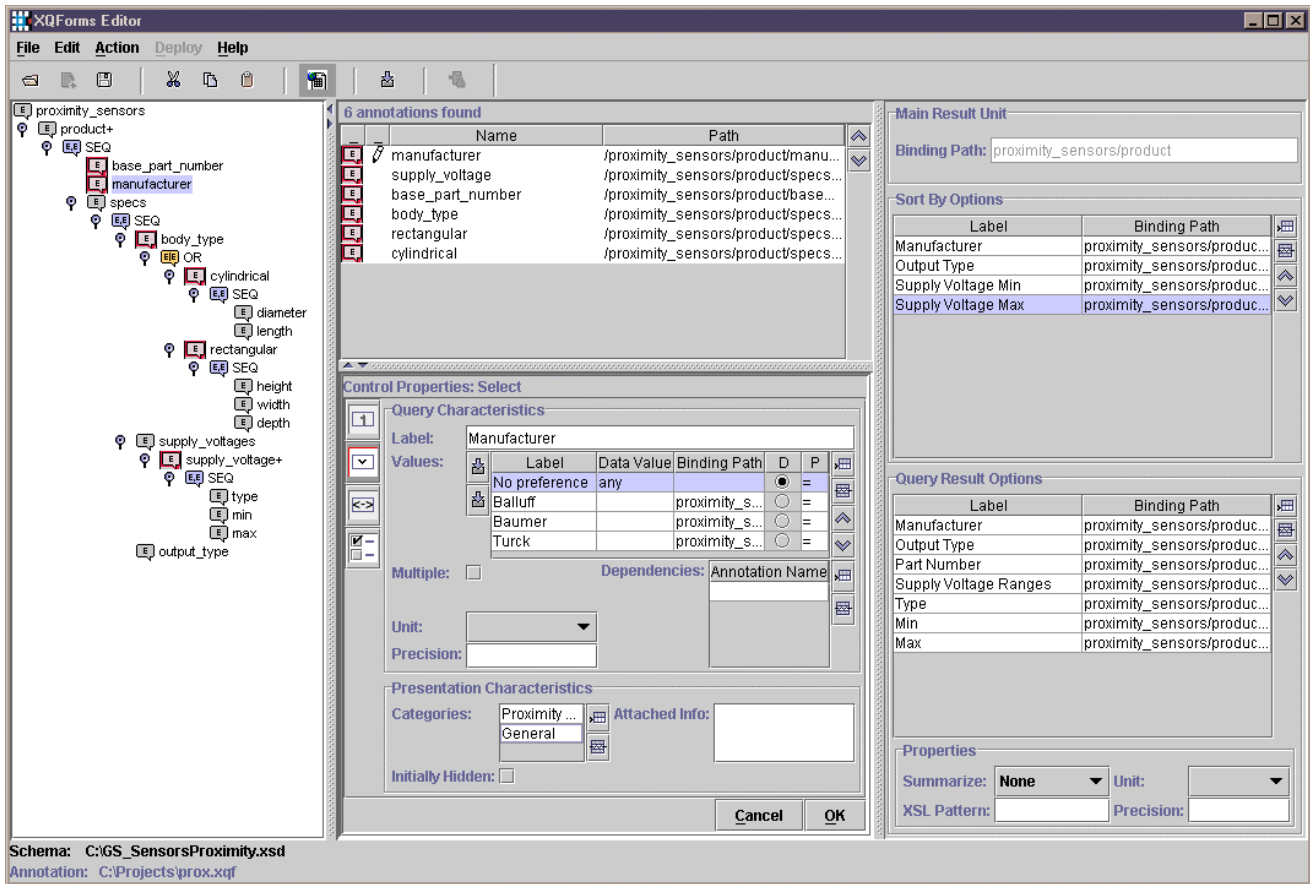 XQForms Editor
File Edit Action Deploy Help
proximity_sensors
product+
SEQ
base_part_number
manufacturer
specs
SEQ
body_type
OR
cylindrical
SEQ
diameter
length
rectangular
SEQ
height
width
depth
supply_voltages
supply_voltage+
SEQ
type
min
max
output_type
6 annotations found
Name Path
manufacturer /proximity_sensors/product/manu...
supply_voltage /proximity_sensors/product/specs...
base_part_number /proximity_sensors/product/base...
body_type /proximity_sensors/product/specs...
rectangular /proximity_sensors/product/specs...
cylindrical /proximity_sensors/product/specs...
Control Properties: Select
Query Characteristics
Label: Manufacturer
Values: Label Data Value Binding Path D P
No preference any =
Balluff proximity_s... =
Baumer proximity_s... =
Turck proximity_s... =
Multiple: Dependencies: Annotation Name
Unit:
Precision:
Presentation Characteristics
Categories: Proximity ... Attached Info:
General
Initially Hidden:
Cancel OK
Main Result Unit
Binding Path: proximity_sensors/product
Sort By Options
Label Binding Path
Manufacturer proximity_sensors/produc...
Output Type proximity_sensors/produc...
Supply Voltage Min proximity_sensors/produc...
Supply Voltage Max proximity_sensors/produc...
Query Result Options
Label Binding Path
Manufacturer proximity_sensors/produc...
Output Type proximity_sensors/produc...
Part Number proximity_sensors/produc...
Supply Voltage Ranges proximity_sensors/produc...
Type proximity_sensors/produc...
Min proximity_sensors/produc...
Max proximity_sensors/produc...
Properties
Summarize: None Unit:
XSL Pattern: Precision:
Schema: C:\GS_SensorsProximity.xsd
Annotation: C:\Projects\prox.xqf